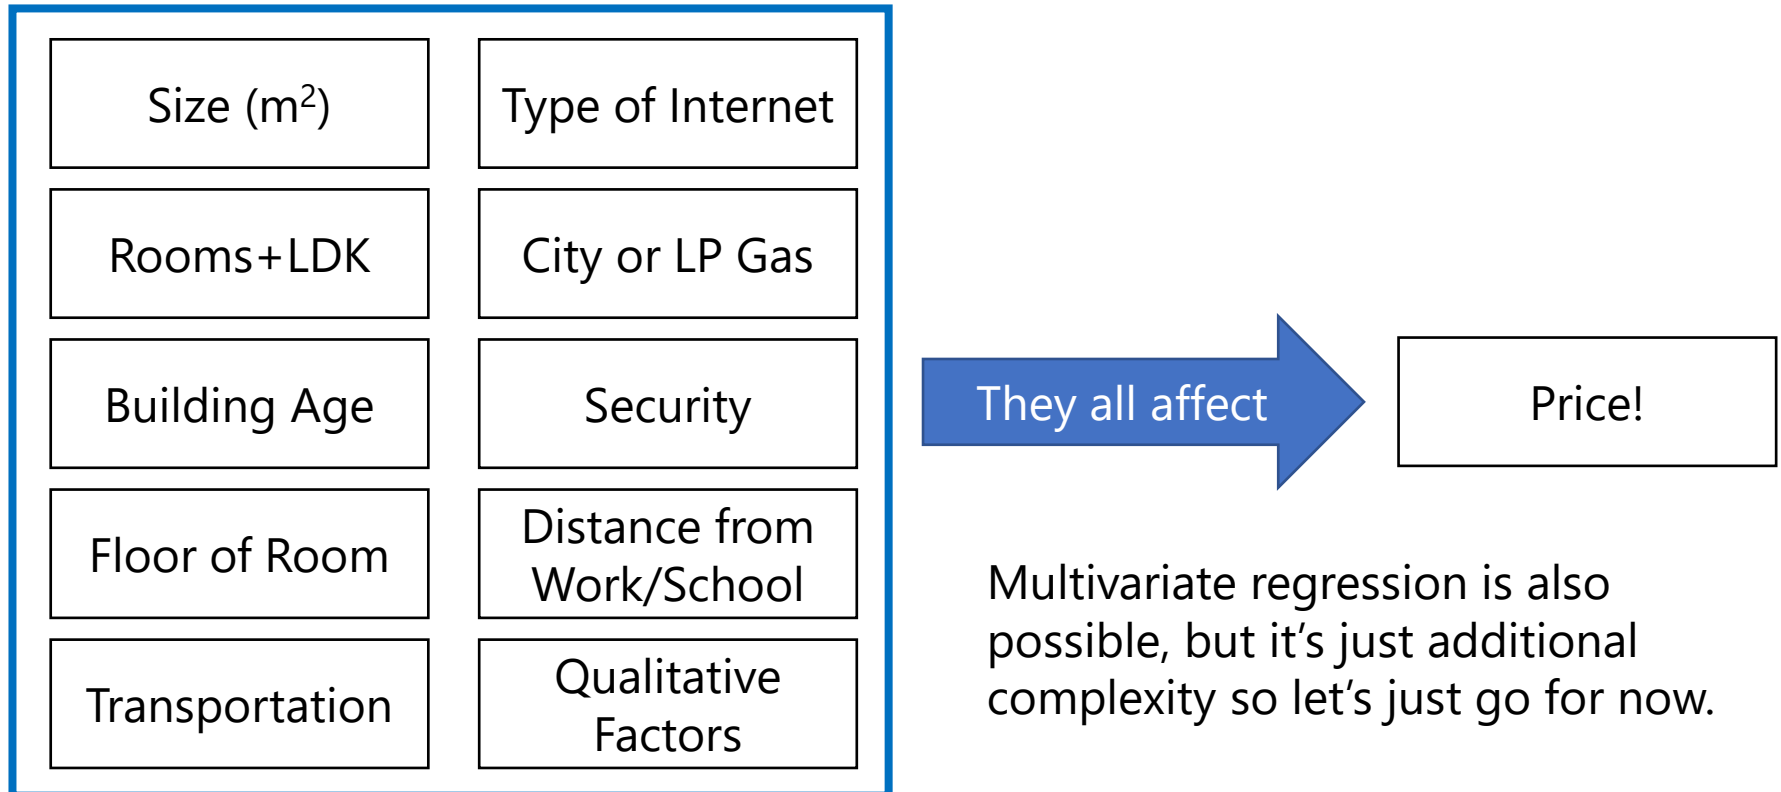 Size (m²)
Type of Internet
Rooms+LDK
City or LP Gas
Building Age
Security
Floor of Room
Distance from
Work/School
Transportation
Qualitative
Factors
They all affect
Price!
Multivariate regression is also
possible, but it’s just additional
complexity so let’s just go for now.